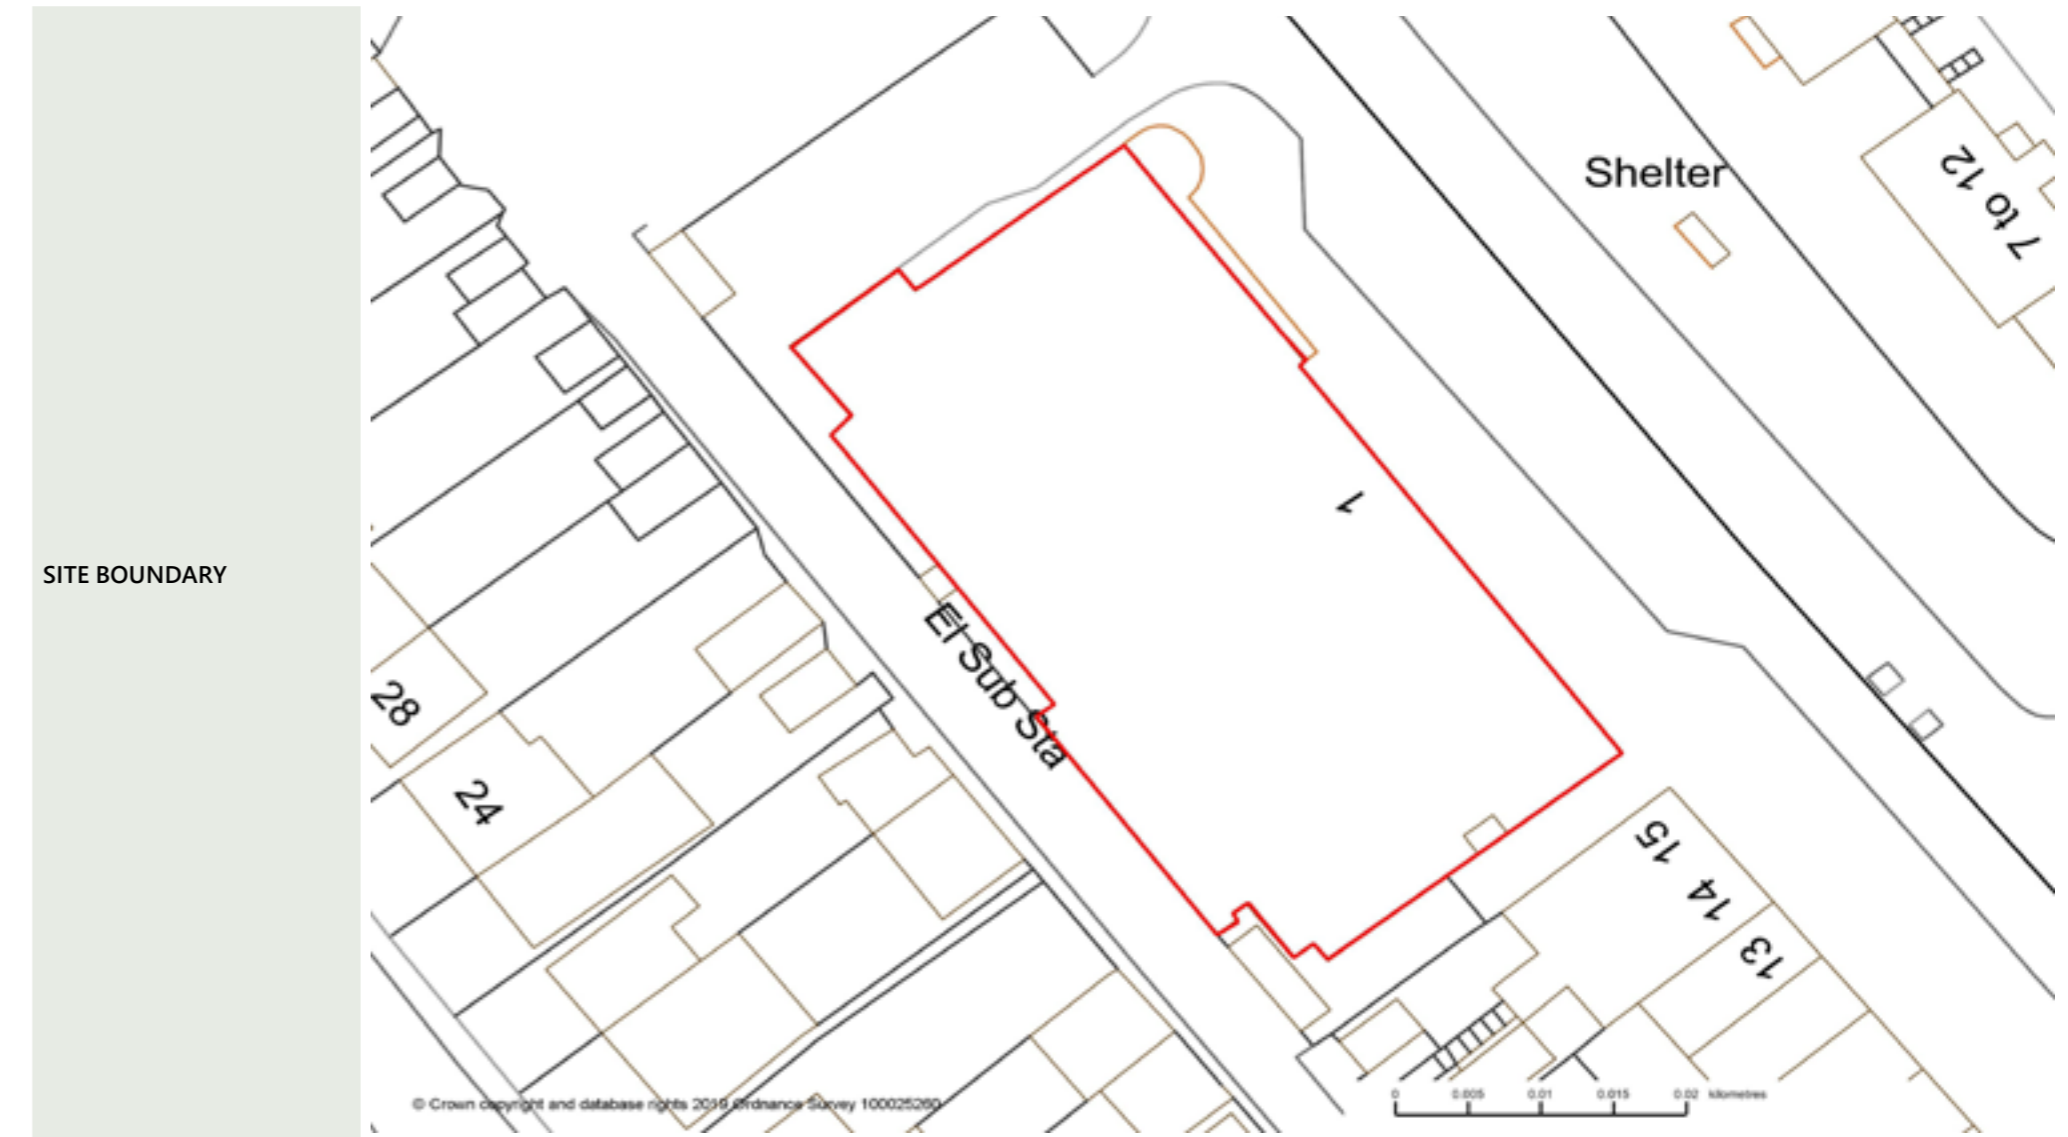 SITE BOUNDARY
Shelter
7 to 12
1
El Sub Sta
28
24
15
14
13
0 0.005 0.01 0.015 0.02 kilometres
© Crown copyright and database rights 2019 Ordnance Survey 100025260